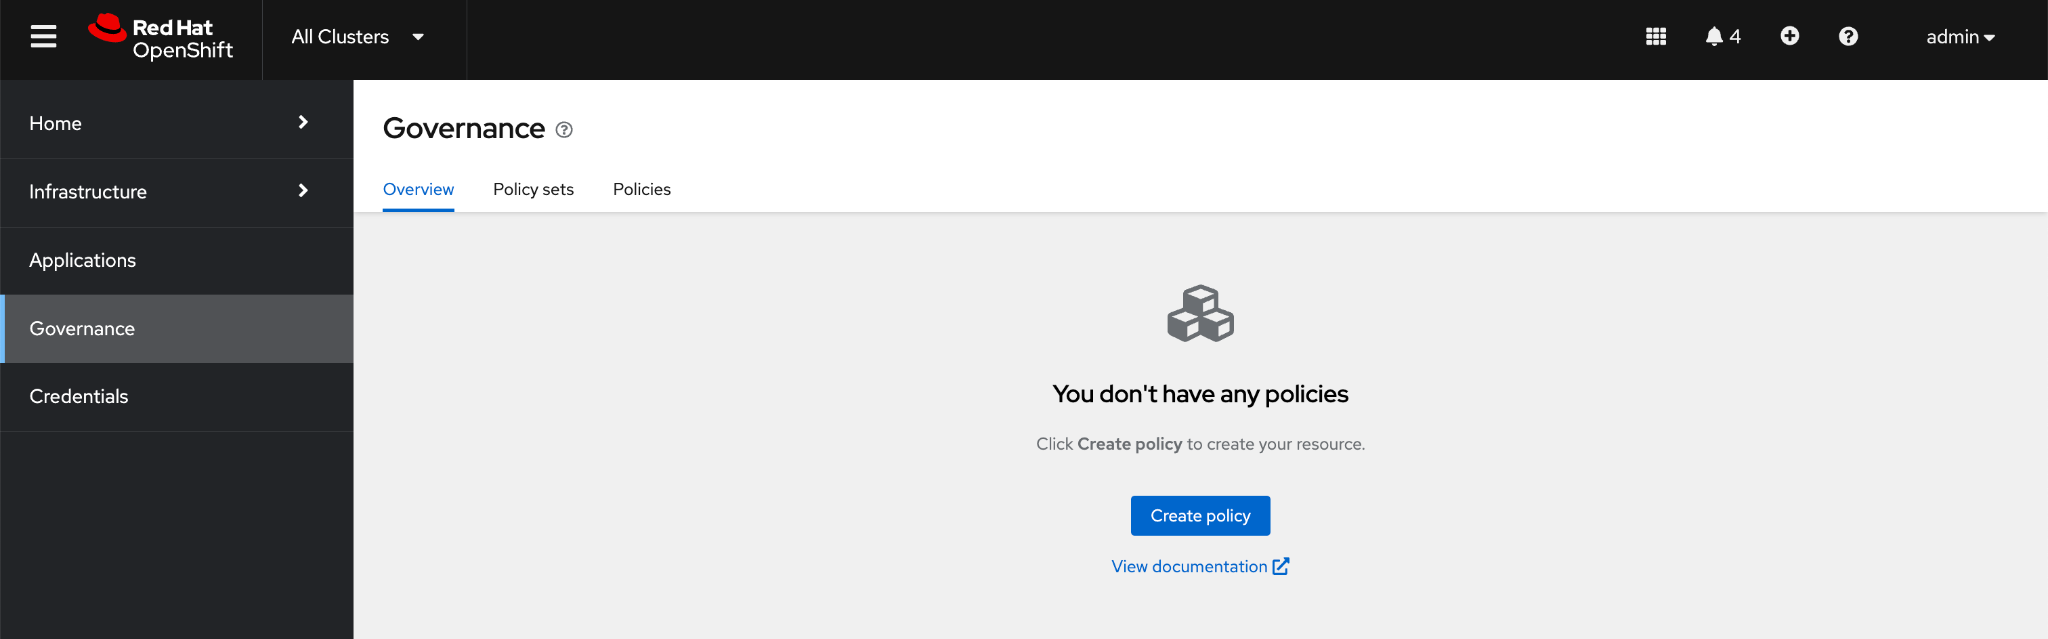 Red Hat
OpenShift
All Clusters
4
admin
Home
Infrastructure
Applications
Governance
Credentials
Governance
Overview
Policy sets
Policies
You don't have any policies
Click Create policy to create your resource.
Create policy
View documentation